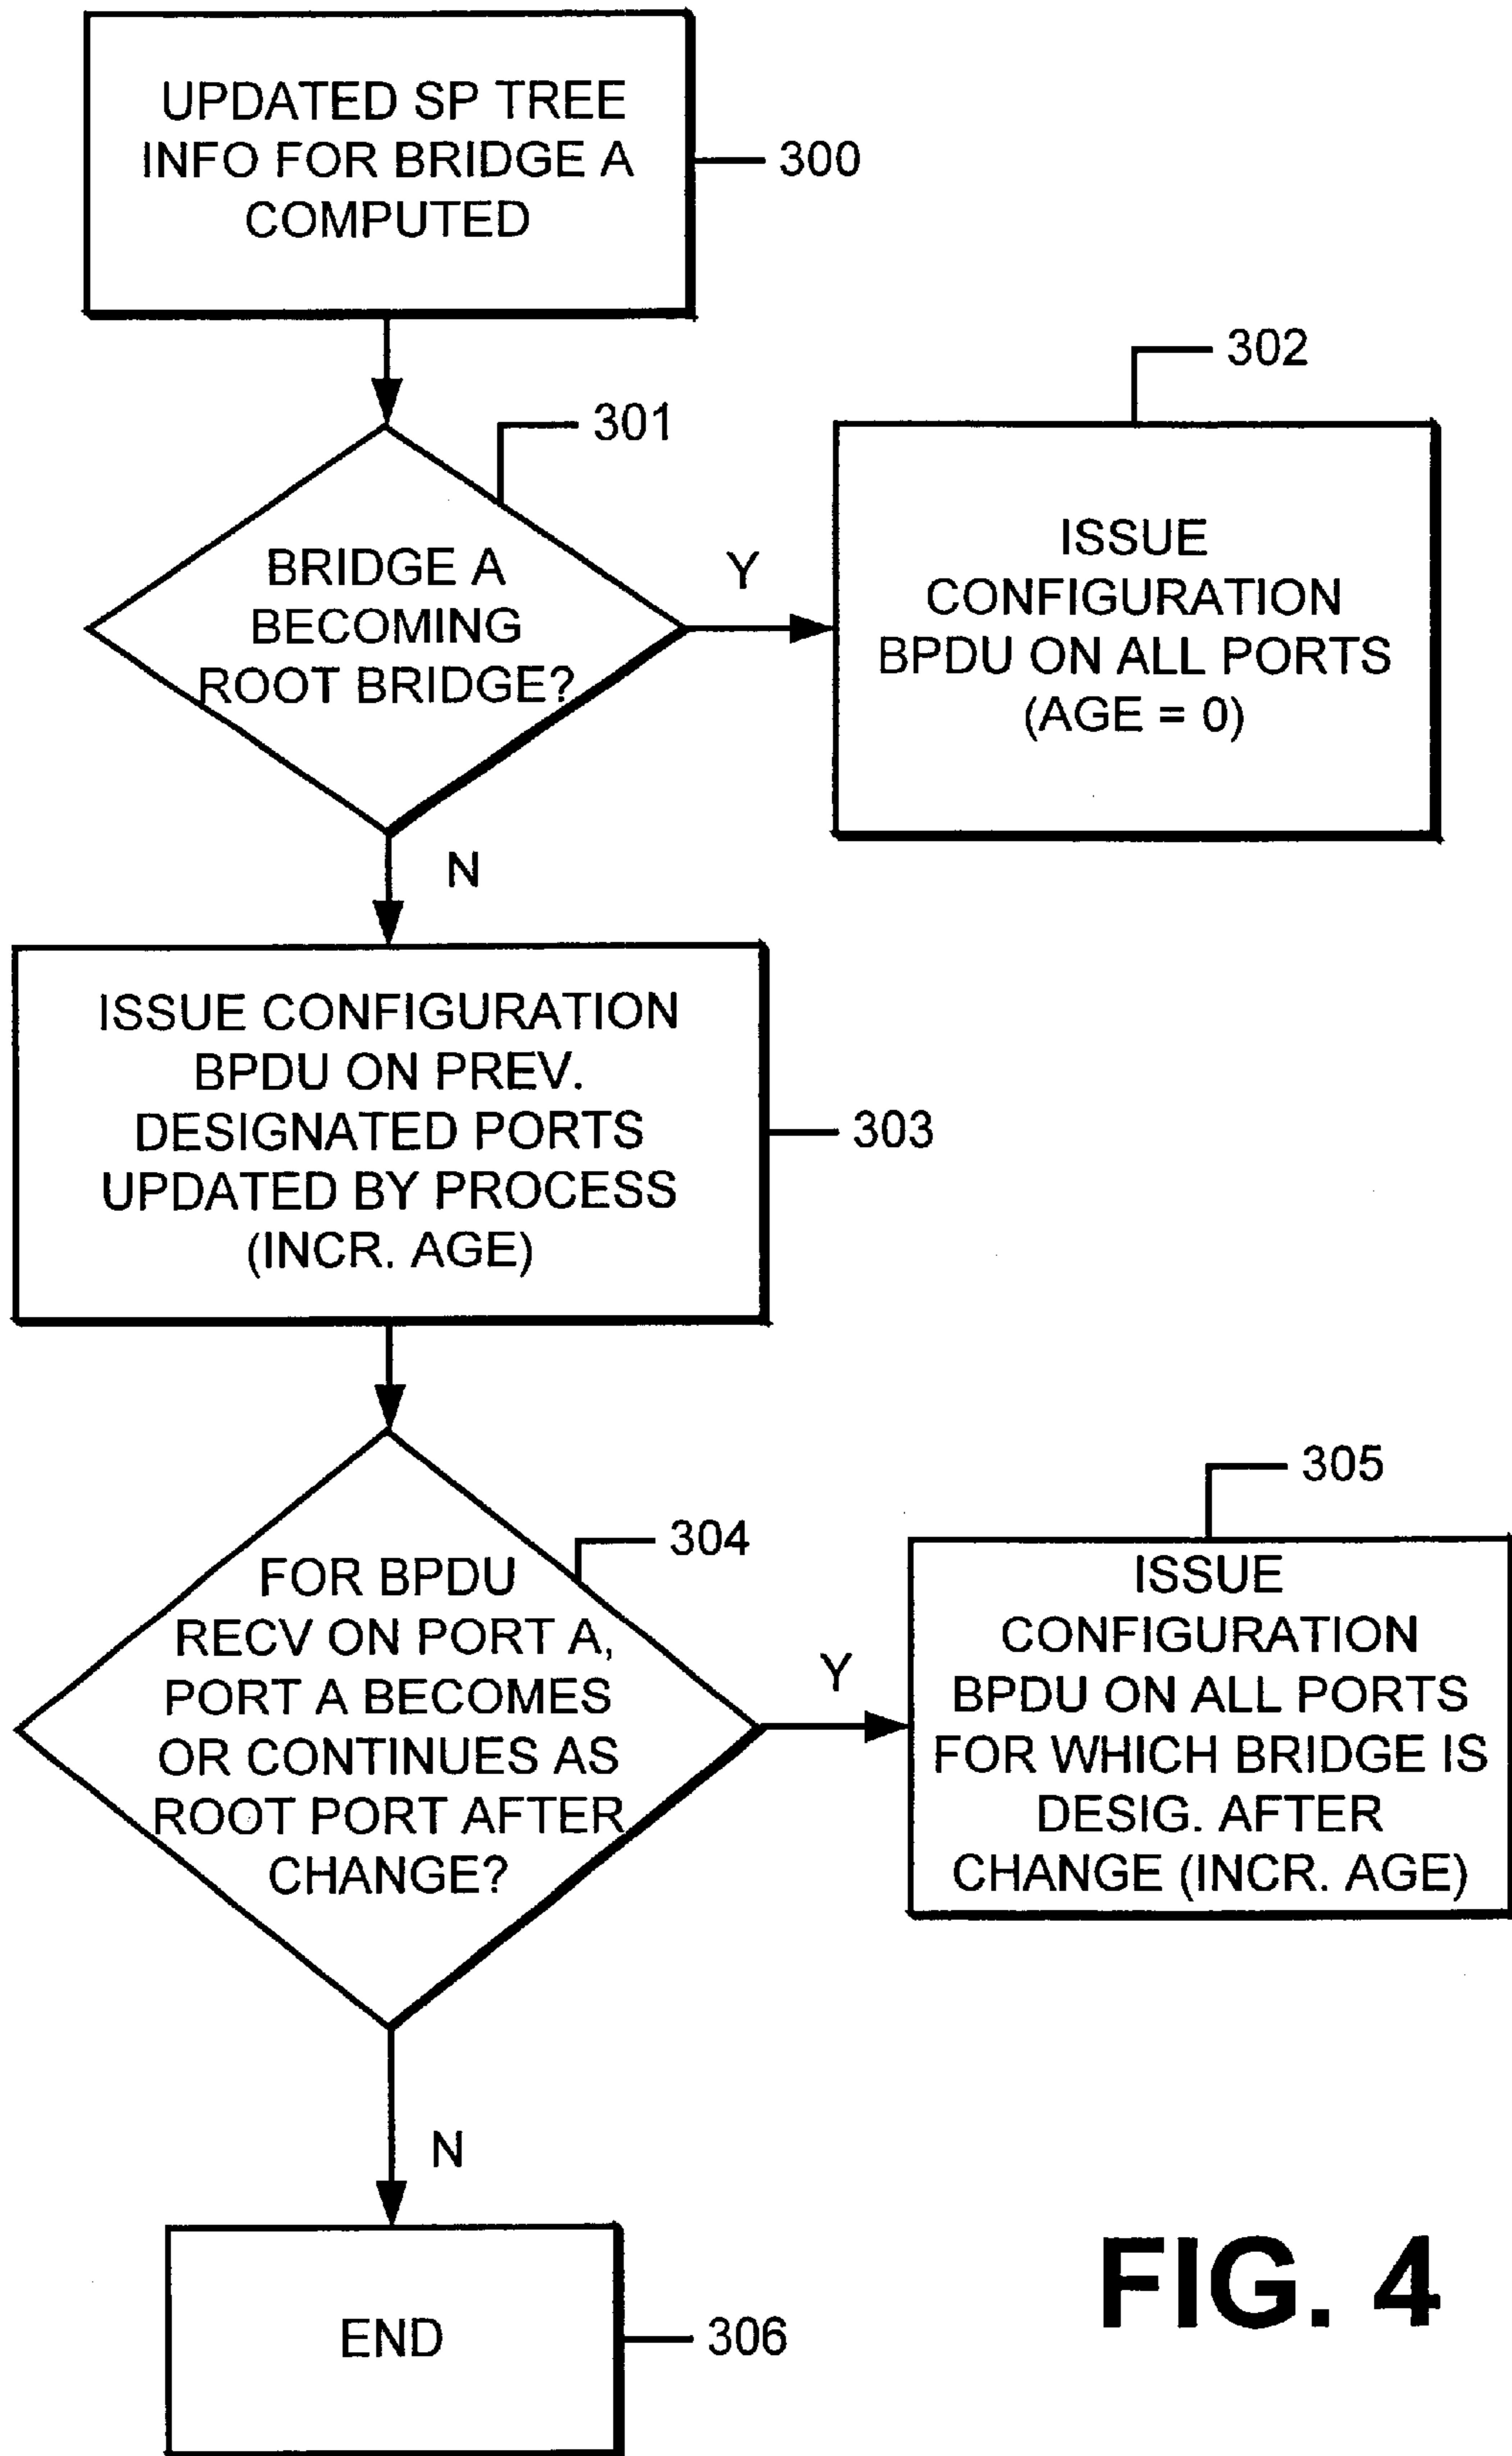 UPDATED SP TREE
INFO FOR BRIDGE A
COMPUTED
300
301
302
BRIDGE A
BECOMING
ROOT BRIDGE?
Y
ISSUE
CONFIGURATION
BPDU ON ALL PORTS
(AGE = 0)
N
ISSUE CONFIGURATION
BPDU ON PREV.
DESIGNATED PORTS
UPDATED BY PROCESS
(INCR. AGE)
303
304
305
FOR BPDU
RECV ON PORT A,
PORT A BECOMES
OR CONTINUES AS
ROOT PORT AFTER
CHANGE?
Y
ISSUE
CONFIGURATION
BPDU ON ALL PORTS
FOR WHICH BRIDGE IS
DESIG. AFTER
CHANGE (INCR. AGE)
N
END
306
FIG. 4